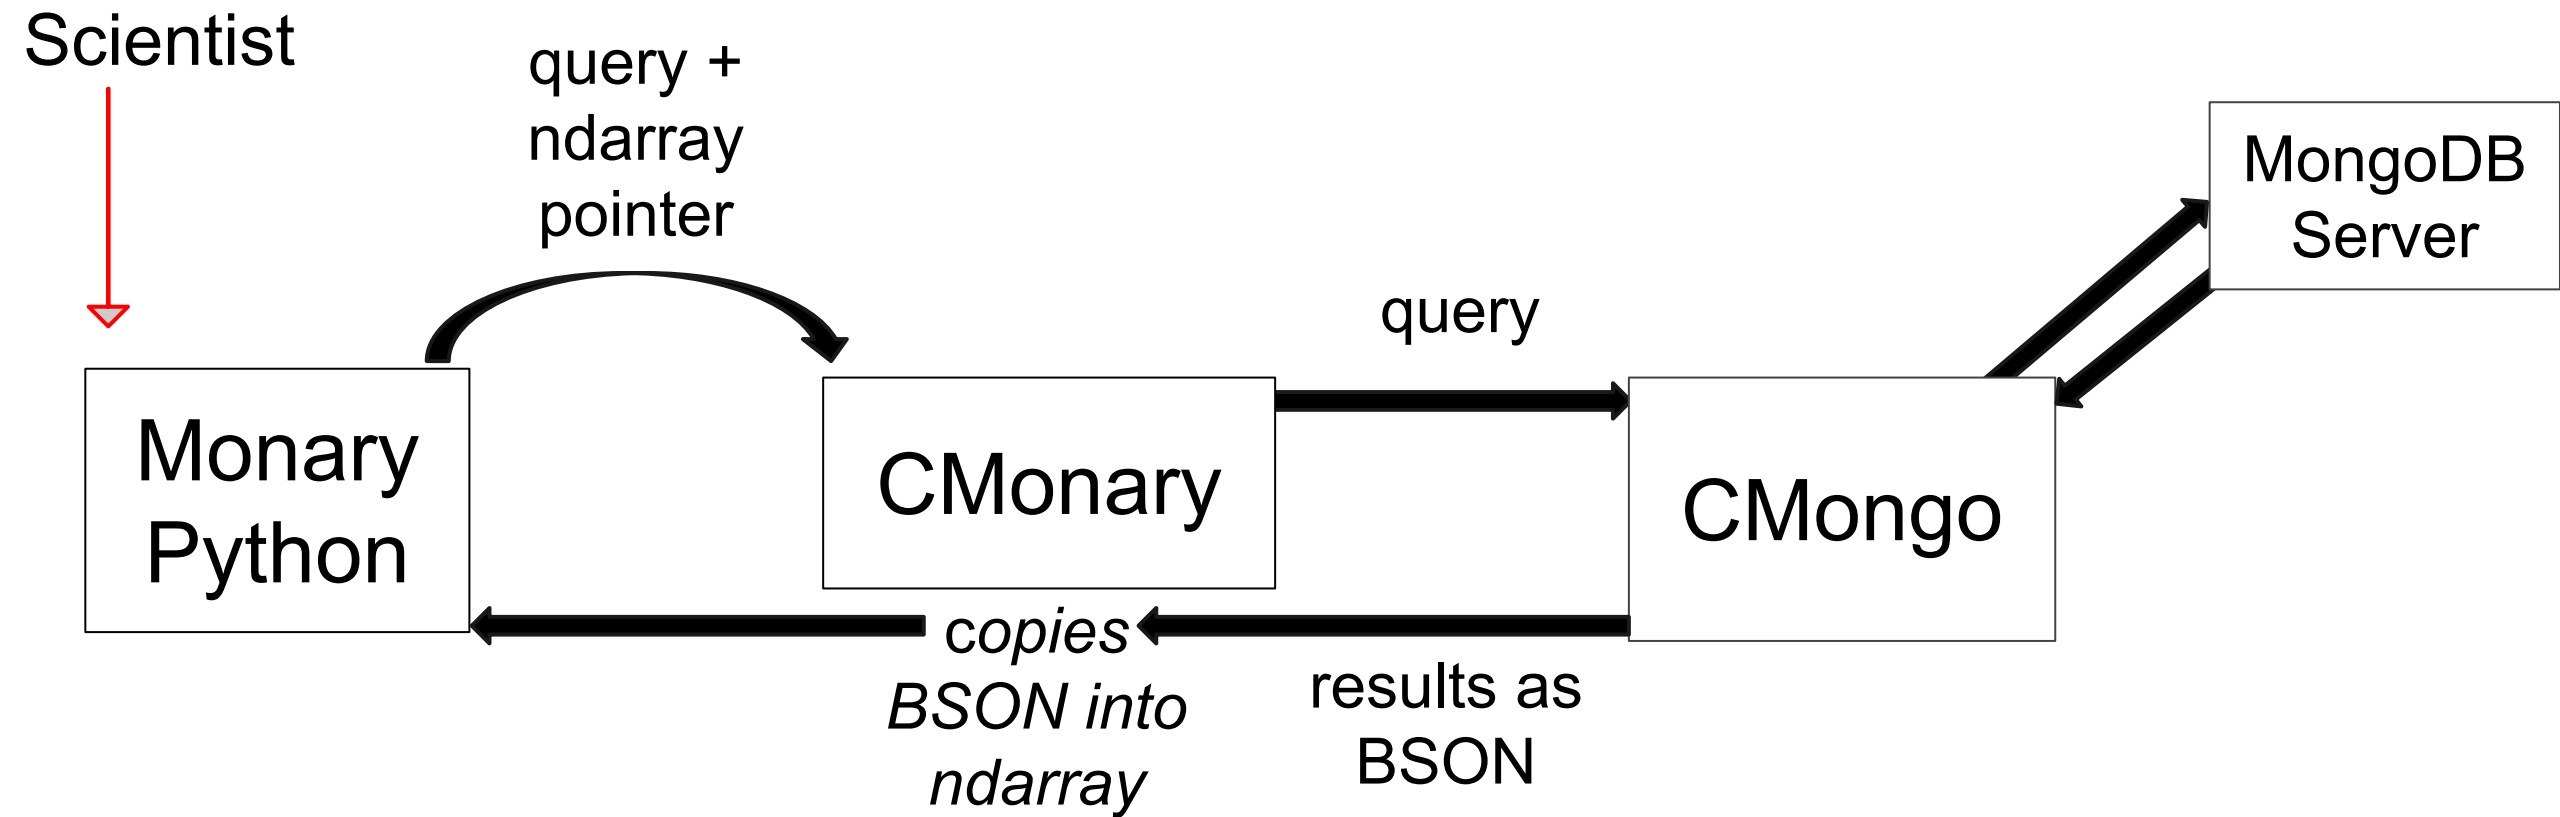 Scientist
query +
ndarray
pointer
MongoDB
Server
query
Monary
Python
CMonary
CMongo
copies
BSON into
ndarray
results as
BSON